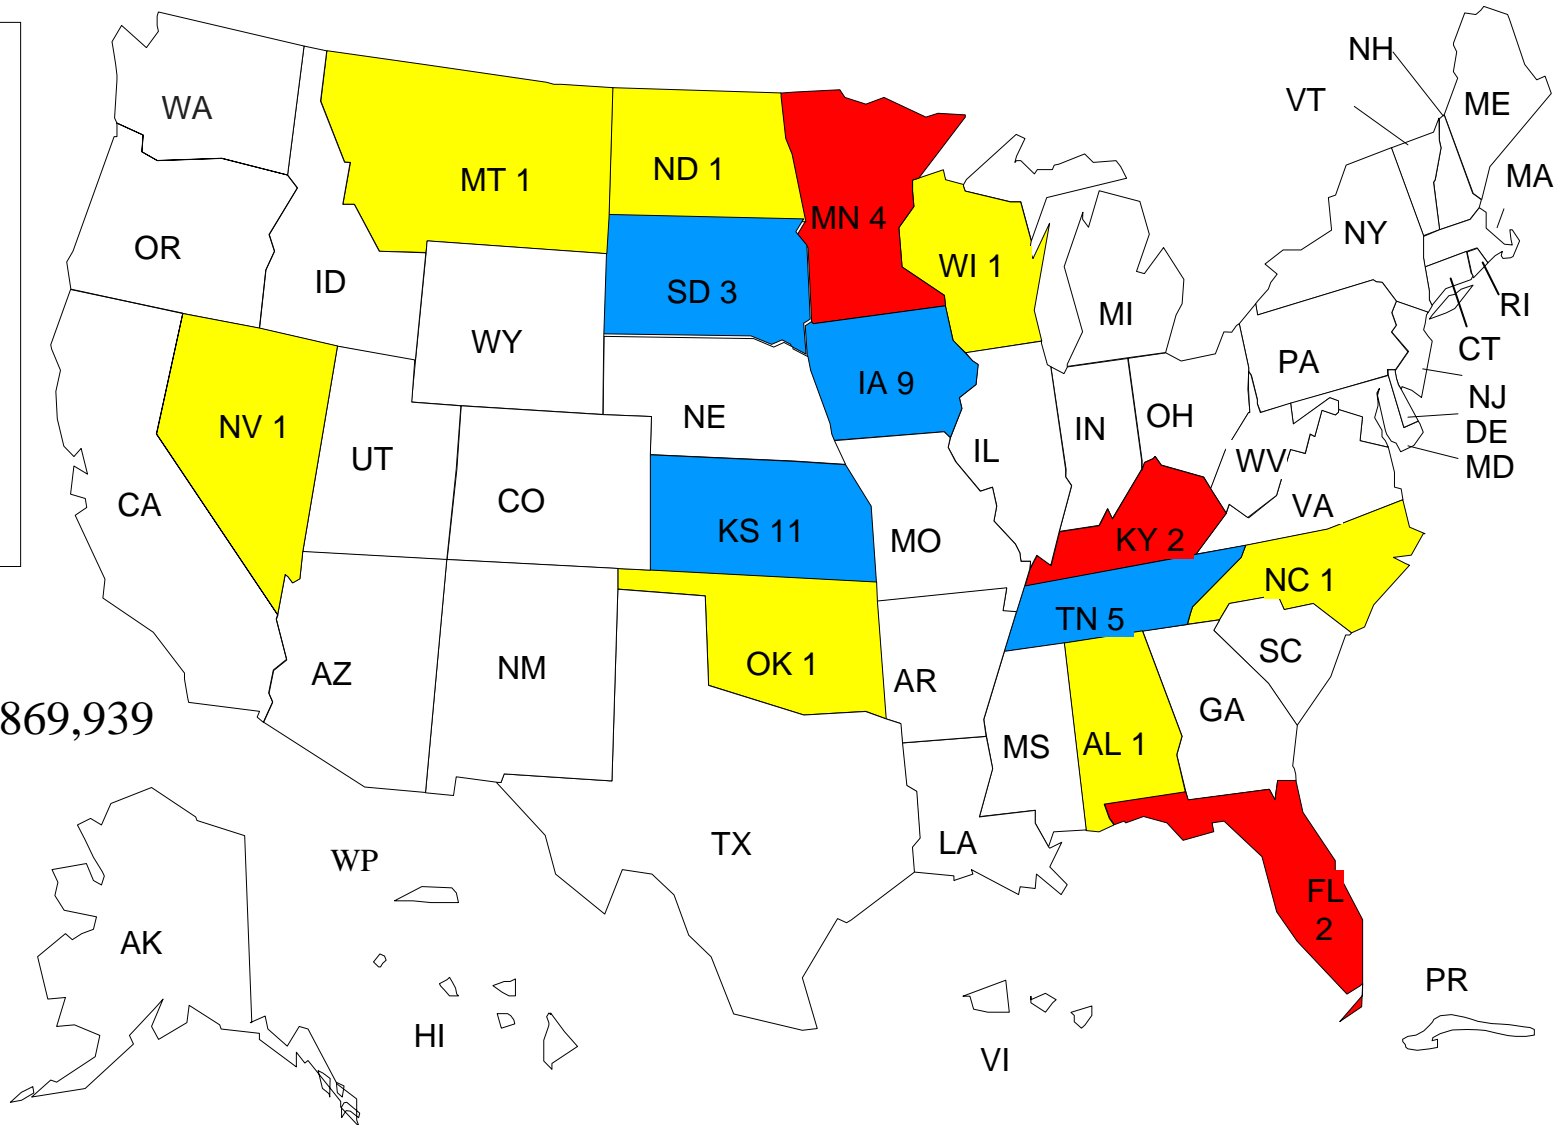 NH
VT
ME
WA
MT 1
ND 1
MA
MN 4
NY
OR
WI 1
ID
SD 3
RI
MI
WY
CT
PA
IA 9
NJ
NE
OH
NV 1
IN
DE
IL
UT
WV
MD
CO
CA
VA
KS 11
MO
KY 2
NC 1
TN 5
SC
OK 1
NM
AZ
AR
GA
869,939
MS
AL 1
TX
LA
WP
FL
2
AK
PR
HI
VI